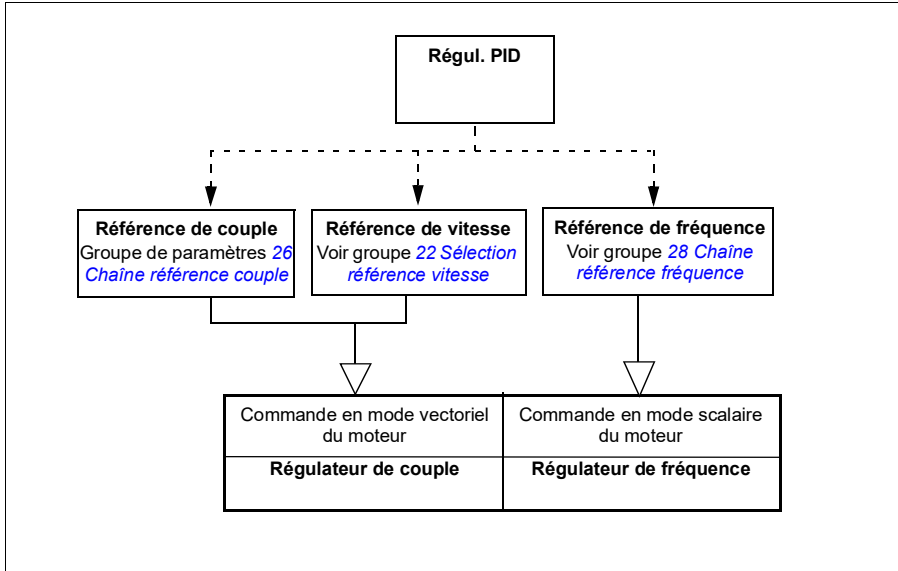 Régul. PID
Référence de couple
Groupe de paramètres 26
Chaîne référence couple
Référence de vitesse
Voir groupe 22 Sélection
référence vitesse
Référence de fréquence
Voir groupe 28 Chaîne
référence fréquence
Commande en mode vectoriel
du moteur
Commande en mode scalaire
du moteur
Régulateur de couple
Régulateur de fréquence